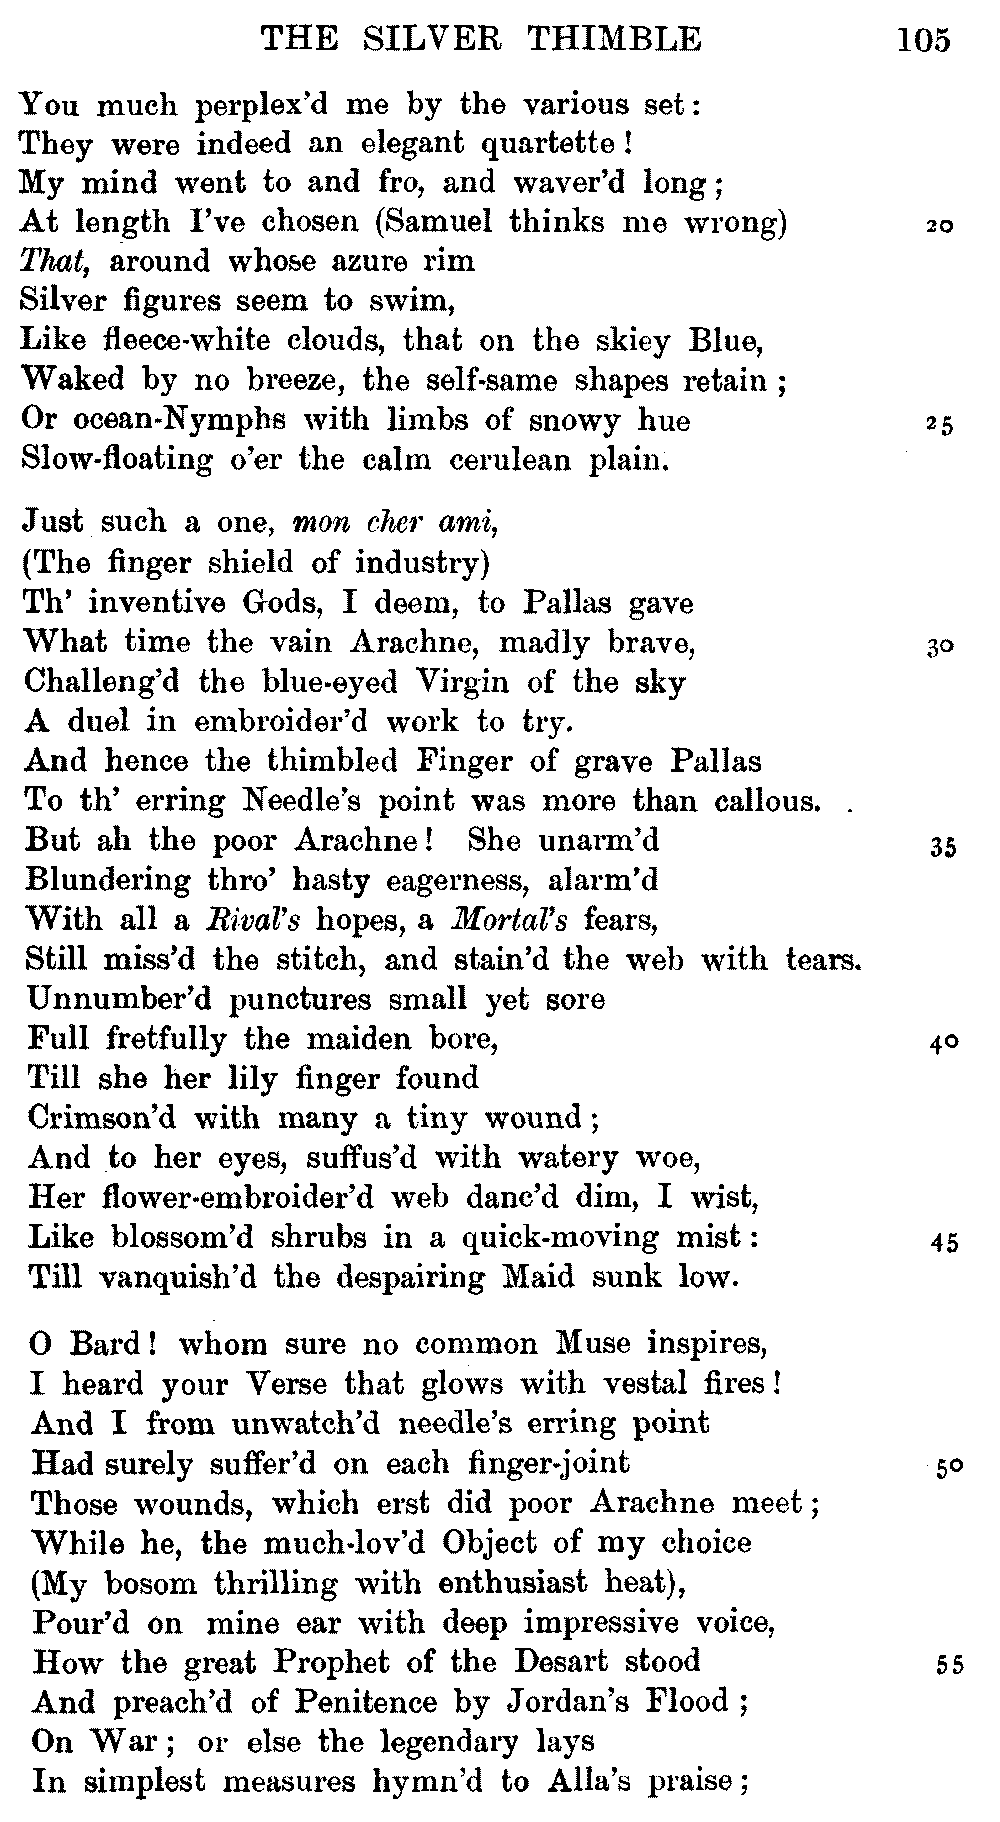 THE SILVER THIMBLE 105
You much perplex'd me by the various set:
They were indeed an elegant quartette!
My mind went to and fro, and waver'd long;
At length I've chosen (Samuel thinks me wrong) 20
That, around whose azure rim
Silver figures seem to swim,
Like fleece-white clouds, that on the skiey Blue,
Waked by no breeze, the self-same shapes retain;
Or ocean-Nymphs with limbs of snowy hue 25
Slow-floating o'er the calm cerulean plain.
Just such a one, mon cher ami,
(The finger shield of industry)
Th' inventive Gods, I deem, to Pallas gave
What time the vain Arachne, madly brave, 30
Challeng'd the blue-eyed Virgin of the sky
A duel in embroider'd work to try.
And hence the thimbled Finger of grave Pallas
To th' erring Needle's point was more than callous.
But ah the poor Arachne! She unarm'd 35
Blundering thro' hasty eagerness, alarm'd
With all a Rival's hopes, a Mortal's fears,
Still miss'd the stitch, and stain'd the web with tears.
Unnumber'd punctures small yet sore
Full fretfully the maiden bore, 40
Till she her lily finger found
Crimson'd with many a tiny wound;
And to her eyes, suffus'd with watery woe,
Her flower-embroider'd web danc'd dim, I wist,
Like blossom'd shrubs in a quick-moving mist: 45
Till vanquish'd the despairing Maid sunk low.
O Bard! whom sure no common Muse inspires,
I heard your Verse that glows with vestal fires!
And I from unwatch'd needle's erring point
Had surely suffer'd on each finger-joint 50
Those wounds, which erst did poor Arachne meet;
While he, the much-lov'd Object of my choice
(My bosom thrilling with enthusiast heat),
Pour'd on mine ear with deep impressive voice,
How the great Prophet of the Desart stood 55
And preach'd of Penitence by Jordan's Flood;
On War; or else the legendary lays
In simplest measures hymn'd to Alla's praise;